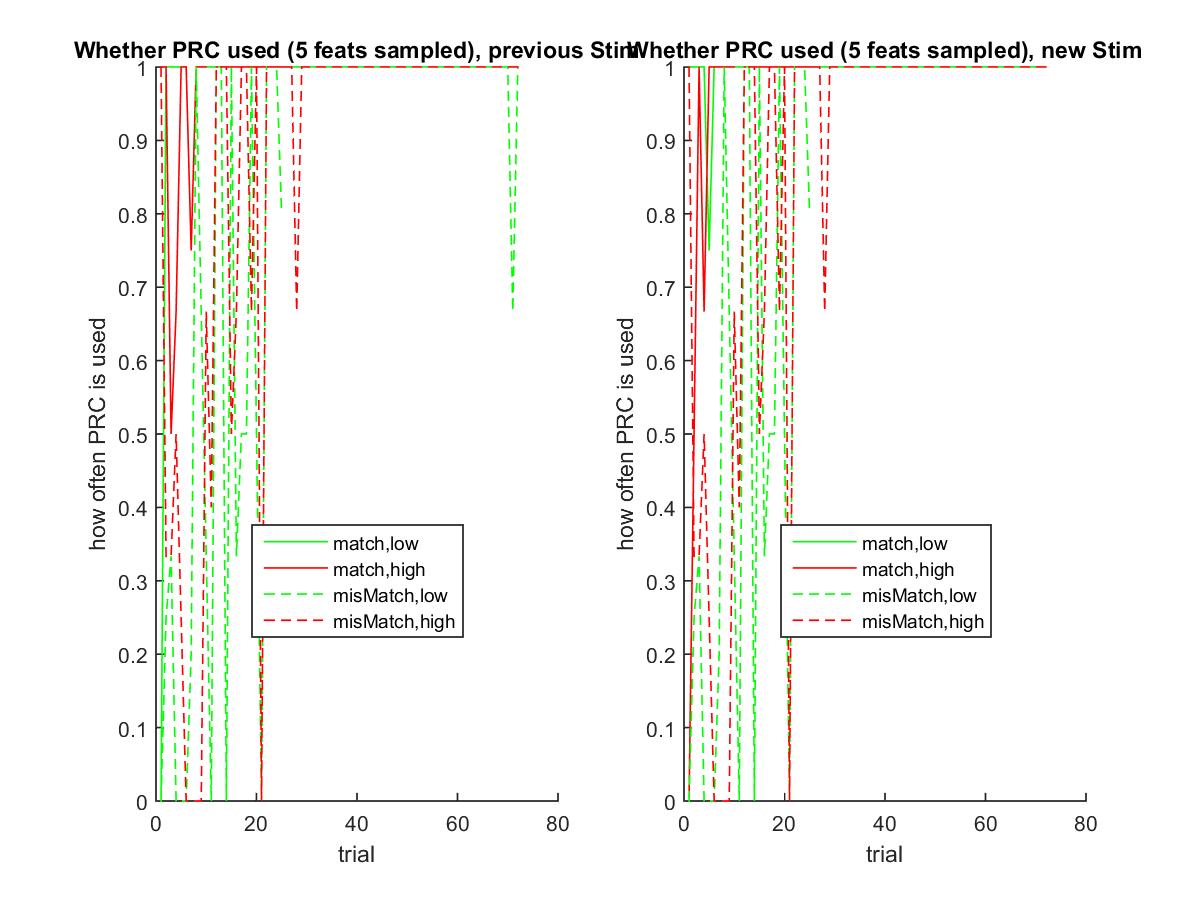 Whether PRC used (5 feats sampled), previous Stim
1
0.9
0.8
0.7
0.6
0.5
0.4
0.3
0.2
0.1
0
how often PRC is used
match,low
match,high
misMatch,low
misMatch,high
0 20 40 60 80
trial
Whether PRC used (5 feats sampled), new Stim
1
0.9
0.8
0.7
0.6
0.5
0.4
0.3
0.2
0.1
0
how often PRC is used
match,low
match,high
misMatch,low
misMatch,high
0 20 40 60 80
trial